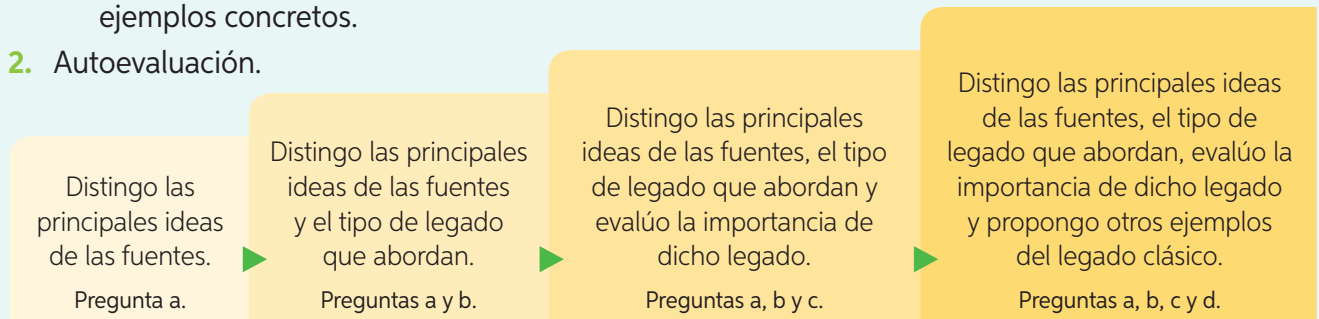 ejemplos concretos.
2. Autoevaluación.
Distingo las
principales ideas
de las fuentes.
Pregunta a.
Distingo las principales
ideas de las fuentes
y el tipo de legado
que abordan.
Preguntas a y b.
Distingo las principales
ideas de las fuentes, el tipo
de legado que abordan y
evalúo la importancia de
dicho legado.
Preguntas a, b y c.
Distingo las principales ideas
de las fuentes, el tipo de
legado que abordan, evalúo la
importancia de dicho legado
y propongo otros ejemplos
del legado clásico.
Preguntas a, b, c y d.